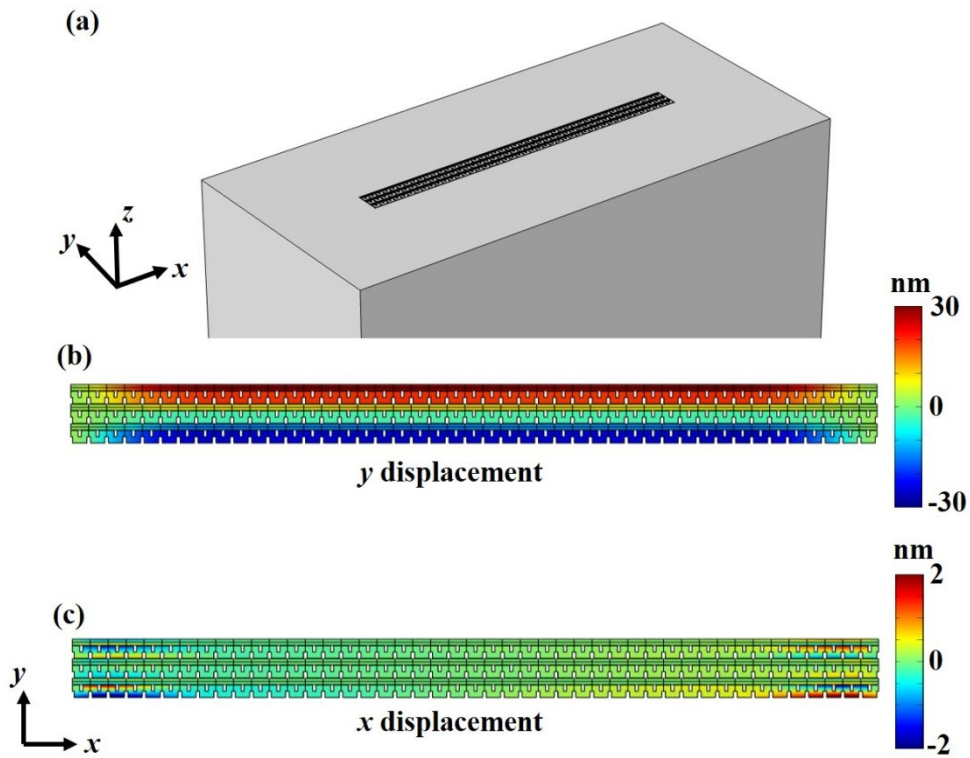 (a)
z
y
x
nm
30
(b)
0
y displacement
-30
nm
2
(c)
0
y
x displacement
x
-2